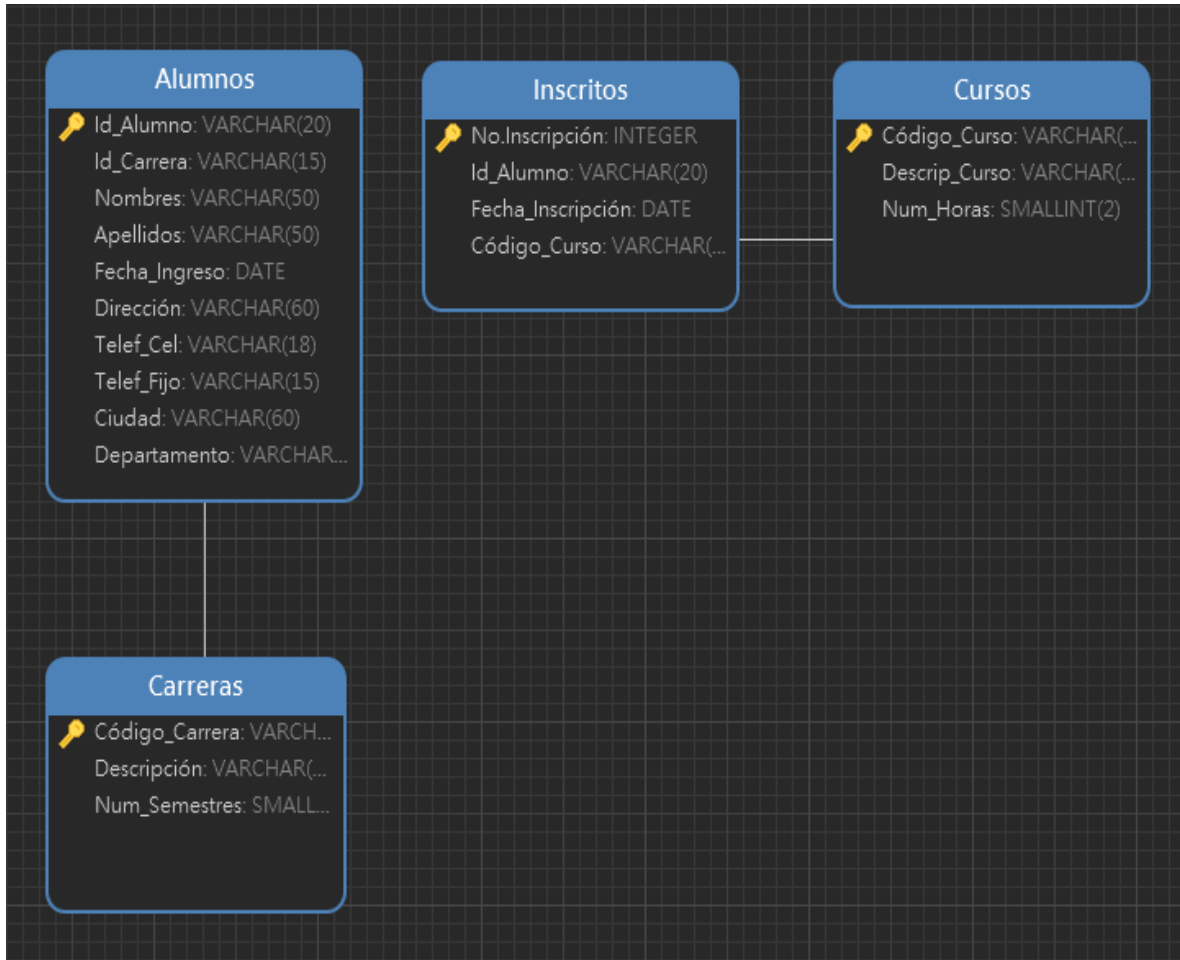 Alumnos
Id_Alumno: VARCHAR(20)
Id_Carrera: VARCHAR(15)
Nombres: VARCHAR(50)
Apellidos: VARCHAR(50)
Fecha_Ingreso: DATE
Dirección: VARCHAR(60)
Telef_Cel: VARCHAR(18)
Telef_Fijo: VARCHAR(15)
Ciudad: VARCHAR(60)
Departamento: VARCHAR...
Inscritos
No.Inscripción: INTEGER
Id_Alumno: VARCHAR(20)
Fecha_Inscripción: DATE
Código_Curso: VARCHAR(...
Cursos
Código_Curso: VARCHAR(...
Descrip_Curso: VARCHAR(...
Num_Horas: SMALLINT(2)
Carreras
Código_Carrera: VARCH...
Descripción: VARCHAR(...
Num_Semestres: SMALL...